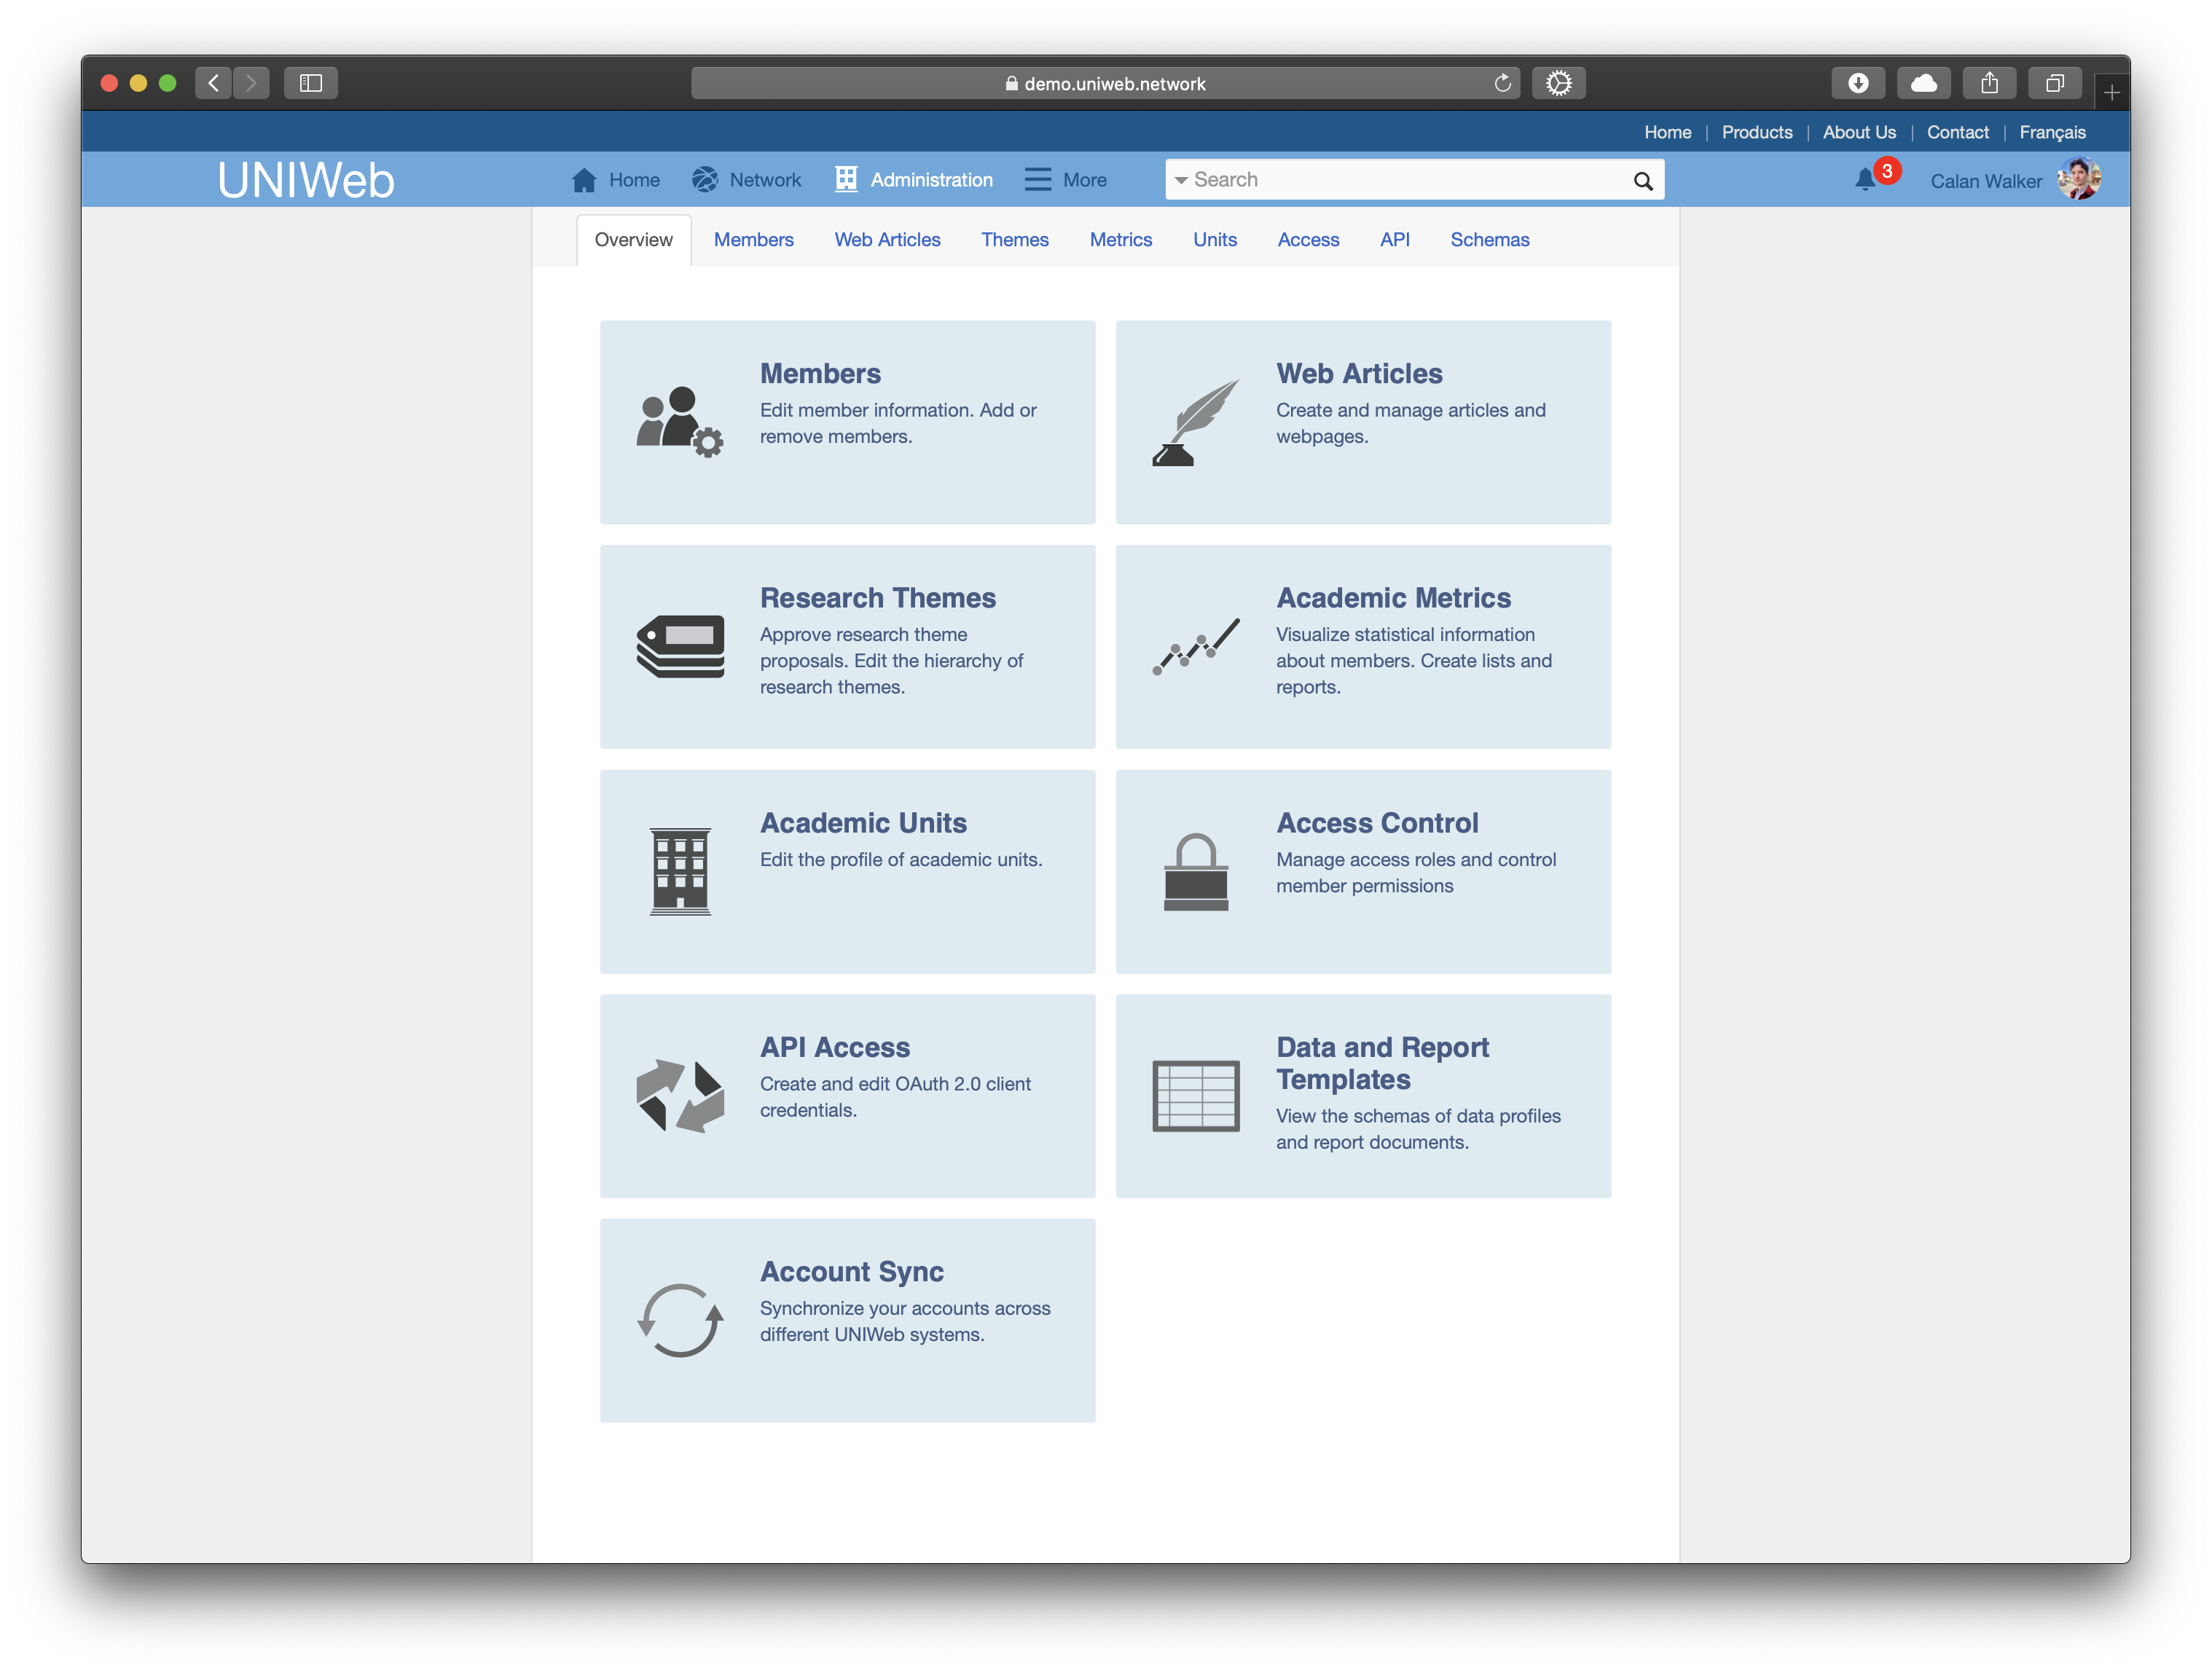 demo.uniweb.network
Home | Products | About Us | Contact | Français
UNIWeb Home Network Administration More Search 3 Calan Walker
Overview Members Web Articles Themes Metrics Units Access API Schemas
Members
Edit member information. Add or
remove members.
Web Articles
Create and manage articles and
webpages.
Research Themes
Approve research theme
proposals. Edit the hierarchy of
research themes.
Academic Metrics
Visualize statistical information
about members. Create lists and
reports.
Academic Units
Edit the profile of academic units.
Access Control
Manage access roles and control
member permissions
API Access
Create and edit OAuth 2.0 client
credentials.
Data and Report
Templates
View the schemas of data profiles
and report documents.
Account Sync
Synchronize your accounts across
different UNIWeb systems.